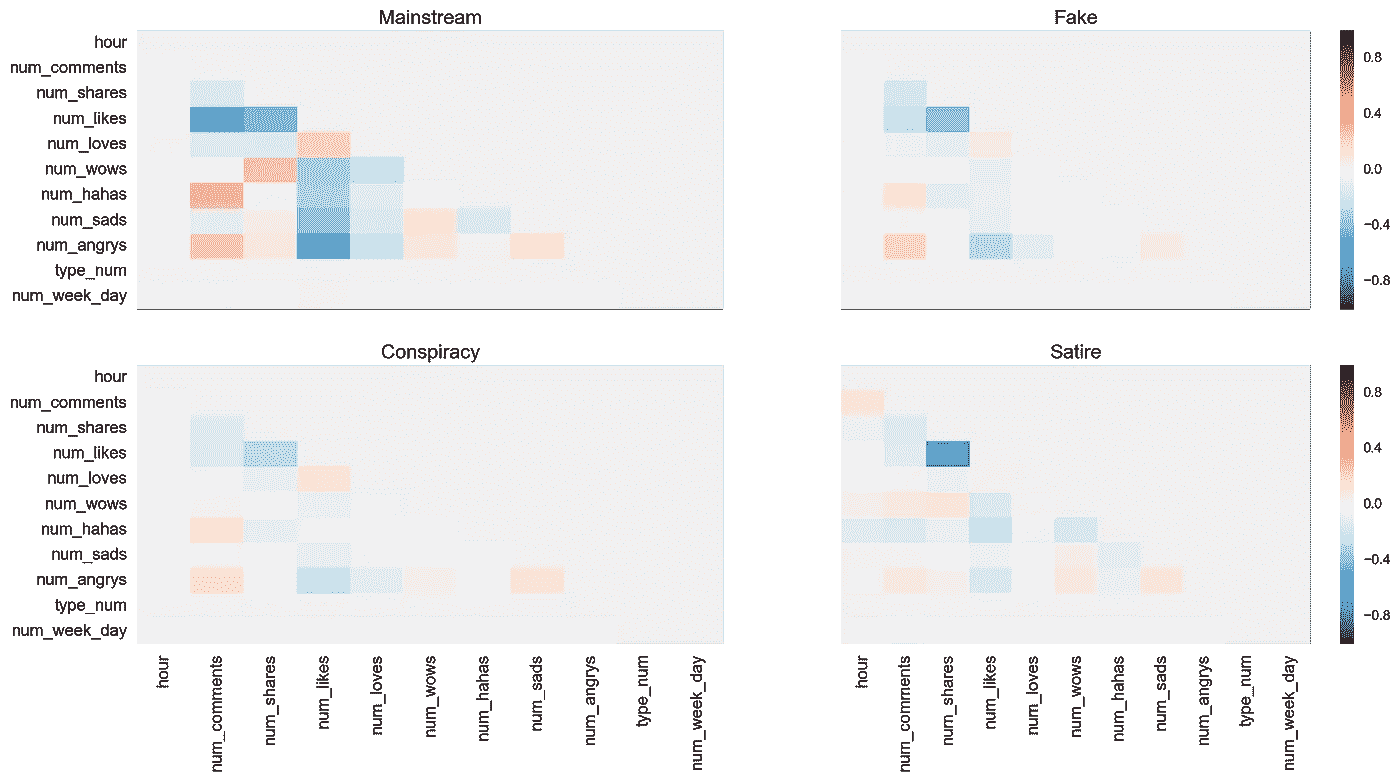 Mainstream
Fake
hour
num_comments
num_shares
num_likes
num_loves
num_wows
num_hahas
num_sads
num_angrys
type_num
num_week_day
0.8
0.4
0.0
−0.4
−0.8
Conspiracy
Satire
hour
num_comments
num_shares
num_likes
num_loves
num_wows
num_hahas
num_sads
num_angrys
type_num
num_week_day
0.8
0.4
0.0
−0.4
−0.8
hour
num_comments
num_shares
num_likes
num_loves
num_wows
num_hahas
num_sads
num_angrys
type_num
num_week_day
hour
num_comments
num_shares
num_likes
num_loves
num_wows
num_hahas
num_sads
num_angrys
type_num
num_week_day